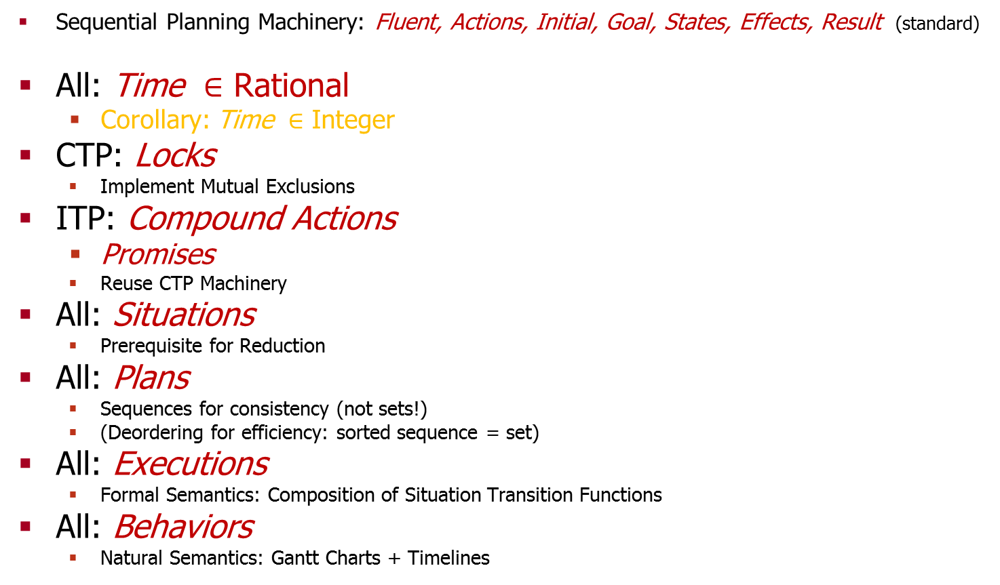 ▪ Sequential Planning Machinery: Fluent, Actions, Initial, Goal, States, Effects, Result (standard)
▪ All: Time ∈ Rational
▪ Corollary: Time ∈ Integer
▪ CTP: Locks
▪ Implement Mutual Exclusions
▪ ITP: Compound Actions
▪ Promises
▪ Reuse CTP Machinery
▪ All: Situations
▪ Prerequisite for Reduction
▪ All: Plans
▪ Sequences for consistency (not sets!)
▪ (Deordering for efficiency: sorted sequence = set)
▪ All: Executions
▪ Formal Semantics: Composition of Situation Transition Functions
▪ All: Behaviors
▪ Natural Semantics: Gantt Charts + Timelines